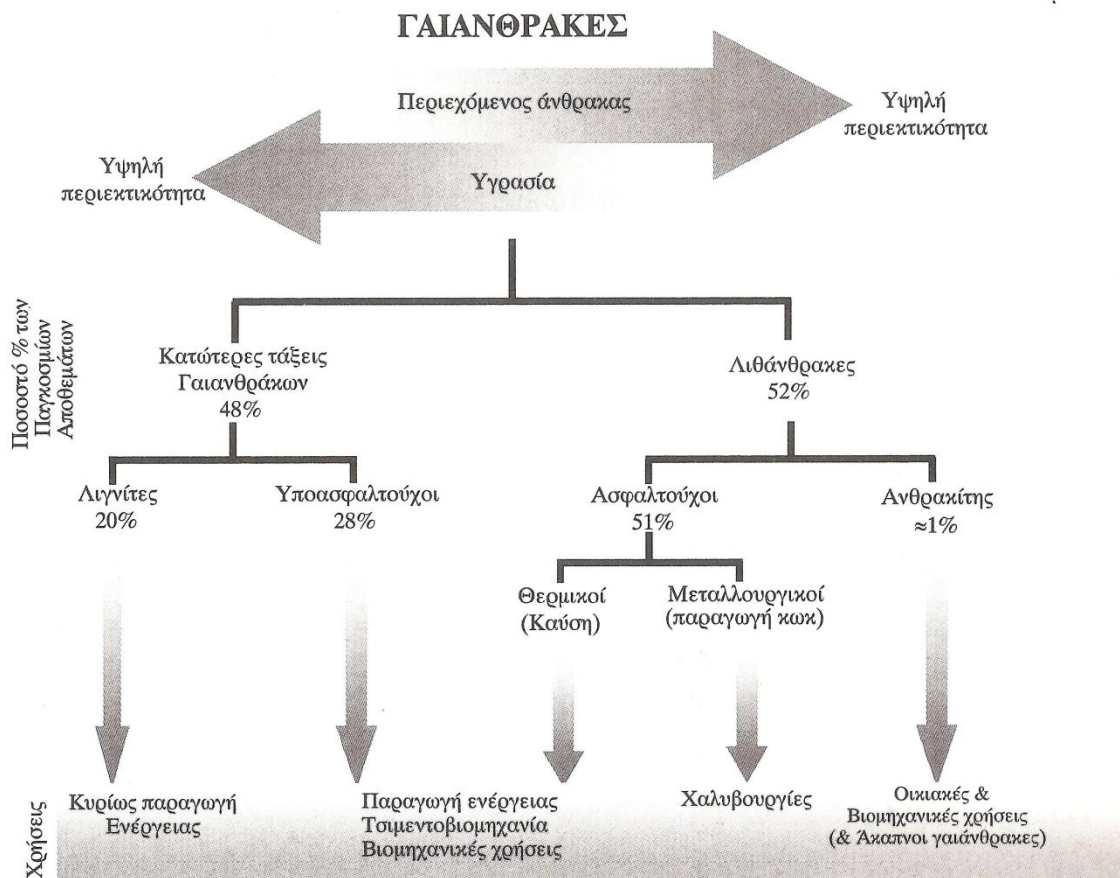 ΓΑΙΑΝΘΡΑΚΕΣ
Περιεχόμενος άνθρακας
Υψηλή
περιεκτικότητα
Υψηλή
περιεκτικότητα
Υγρασία
Ποσοστό % των
Παγκοσμίων
Αποθεμάτων
Κατώτερες τάξεις
Γαιανθράκων
48%
Λιθάνθρακες
52%
Λιγνίτες
20%
Υποασφαλτούχοι
28%
Ασφαλτούχοι
51%
Ανθρακίτης
≈1%
Θερμικοί
(Καύση)
Μεταλλουργικοί
(παραγωγή κωκ)
Χρήσεις
Κυρίως παραγωγή
Ενέργειας
Παραγωγή ενέργειας
Τσιμεντοβιομηχανία
Βιομηχανικές χρήσεις
Χαλυβουργίες
Οικιακές &
Βιομηχανικές χρήσεις
(& Άκαπνοι γαιάνθρακες)